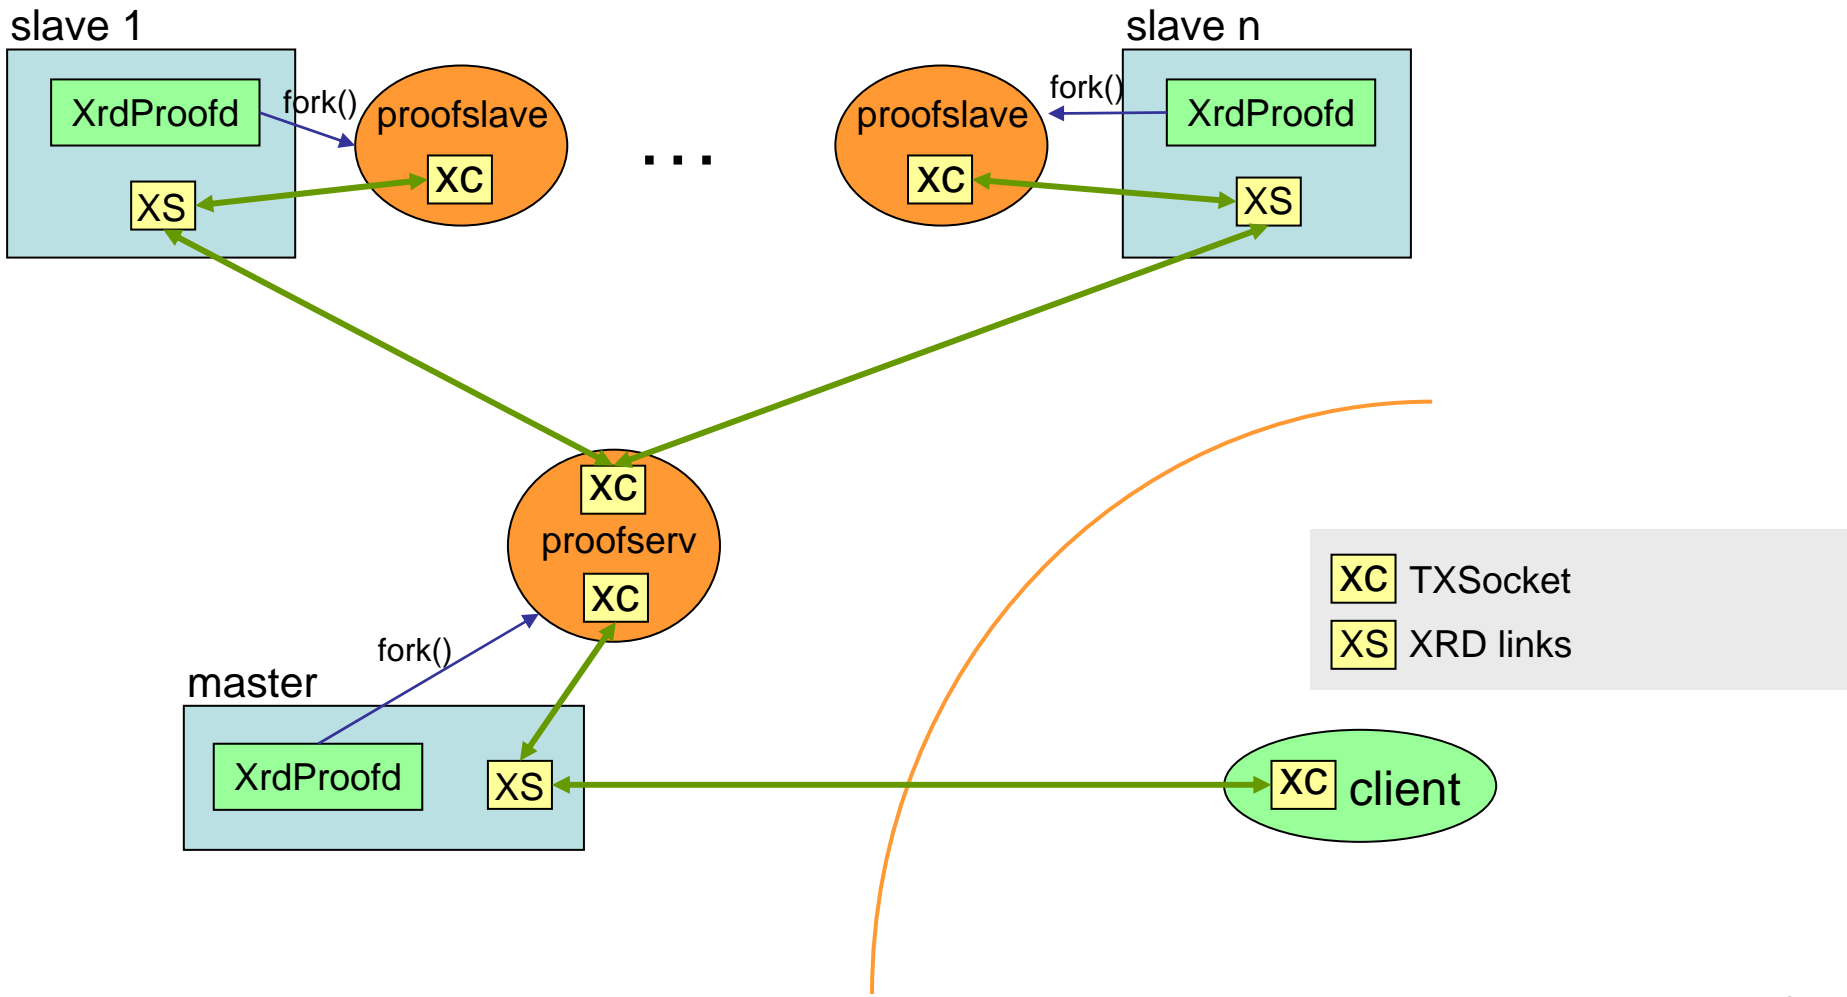 slave 1
slave n
XrdProofd
fork()
proofslave
XC
XS
...
proofslave
XC
fork()
XrdProofd
XS
XC
proofserv
XC
fork()
master
XrdProofd
XS
XC TXSocket
XS XRD links
XC client